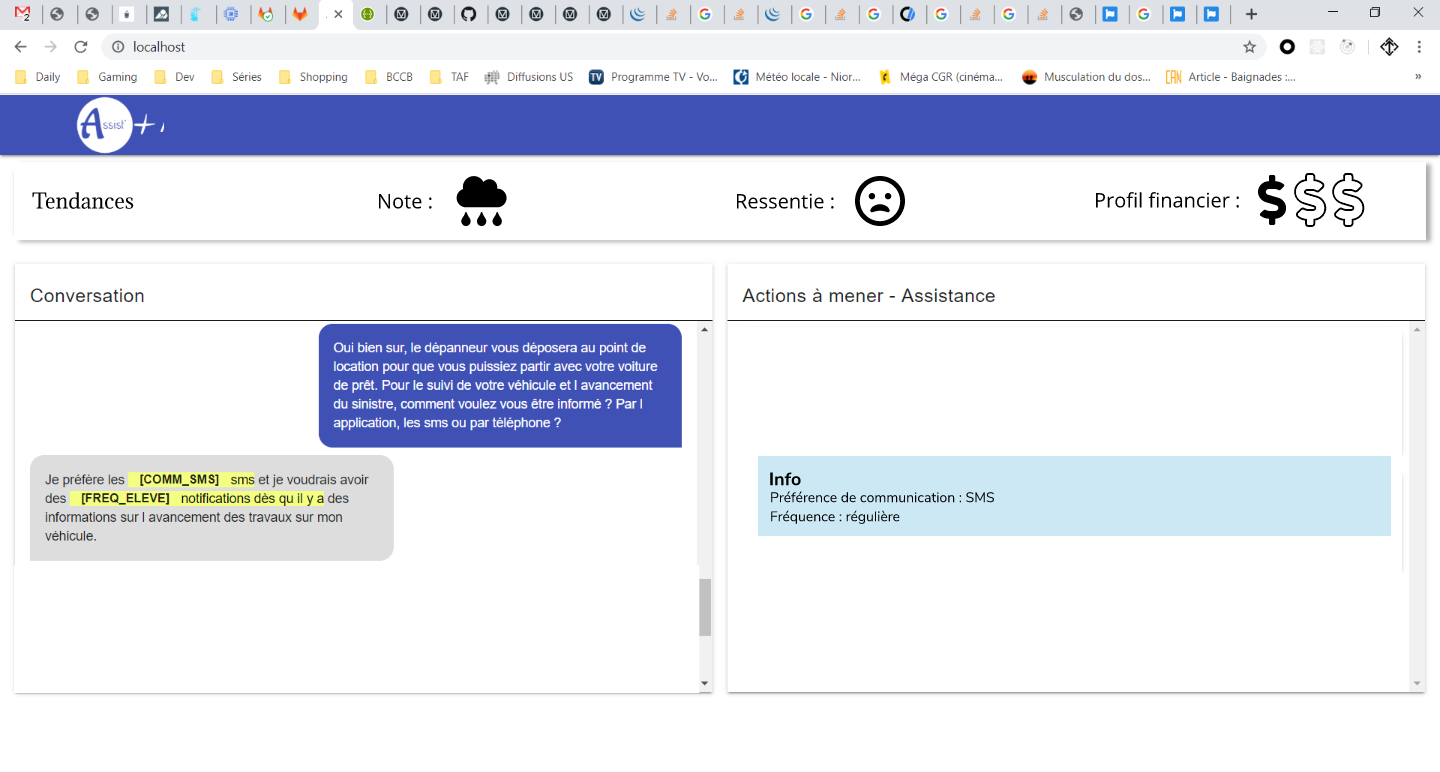 2
localhost
Daily
Gaming
Dev
Séries
Shopping
BCCB
TAF
Diffusions US
Programme TV - Vo...
Météo locale - Nior...
Méga CGR (cinéma...
Musculation du dos...
Article - Baignades :...
»
Assist'+
Tendances
Note :
Ressentie :
Profil financier :
$$$
Conversation
Oui bien sur, le dépanneur vous déposera au point de
location pour que vous puissiez partir avec votre voiture
de prêt. Pour le suivi de votre véhicule et l avancement
du sinistre, comment voulez vous être informé ? Par l
application, les sms ou par téléphone ?
Je préfère les [COMM_SMS] sms et je voudrais avoir
des [FREQ_ELEVE] notifications dès qu il y a des
informations sur l avancement des travaux sur mon
véhicule.
Actions à mener - Assistance
Info
Préférence de communication : SMS
Fréquence : régulière